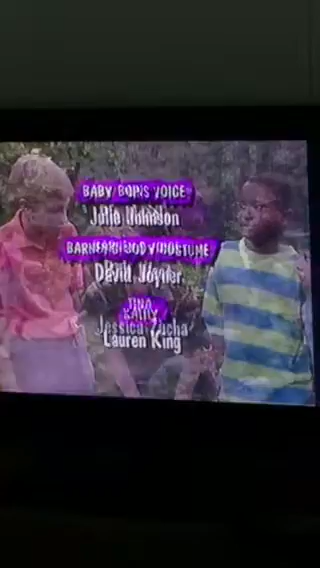 BABY BOP'S VOICE
Julie Johnson
David Joyner
TINA
KATHY
Jessica Zucha
Lauren King